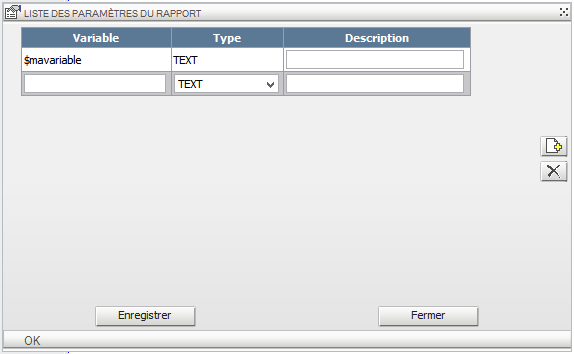 LISTE DES PARAMÈTRES DU RAPPORT
Variable Type Description
$mavariable TEXT
TEXT
Enregistrer Fermer
OK